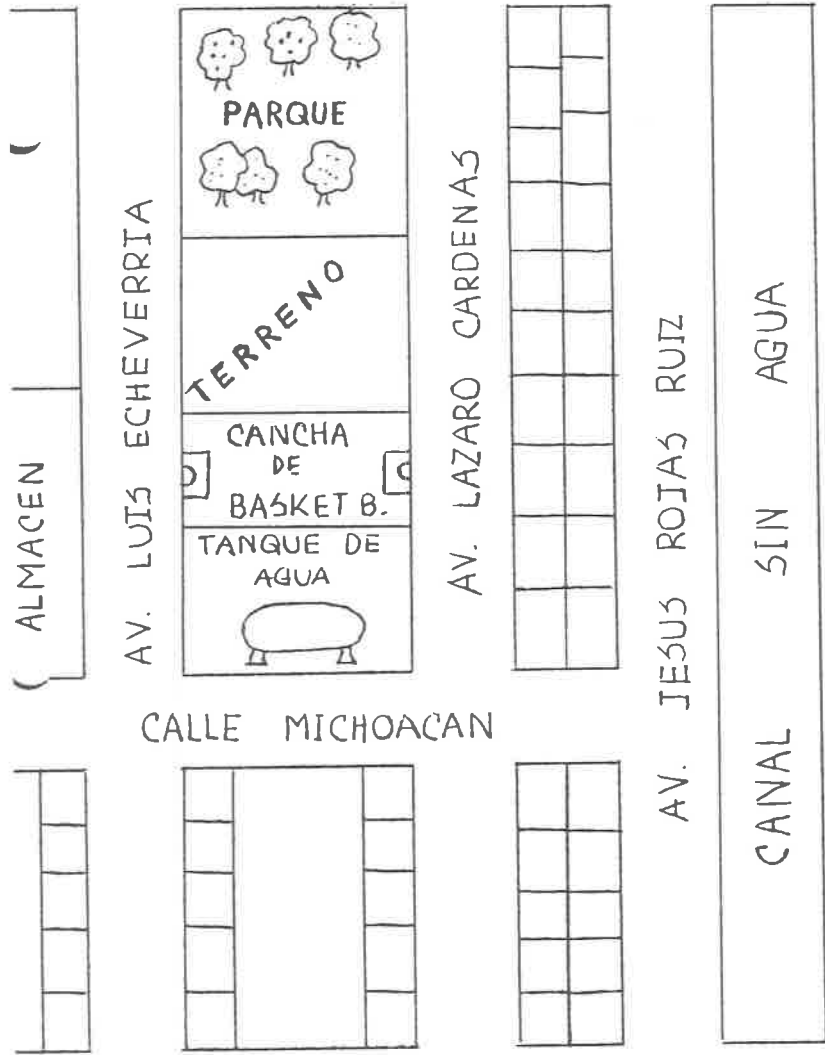 PARQUE
TERRENO
CANCHA
DE
BASKET B.
TANQUE DE
AGUA
ALMACEN
AV. LUIS ECHEVERRIA
AV. LAZARO CARDENAS
AV. JESUS ROJAS RUIZ
CANAL SIN AGUA
CALLE MICHOACAN